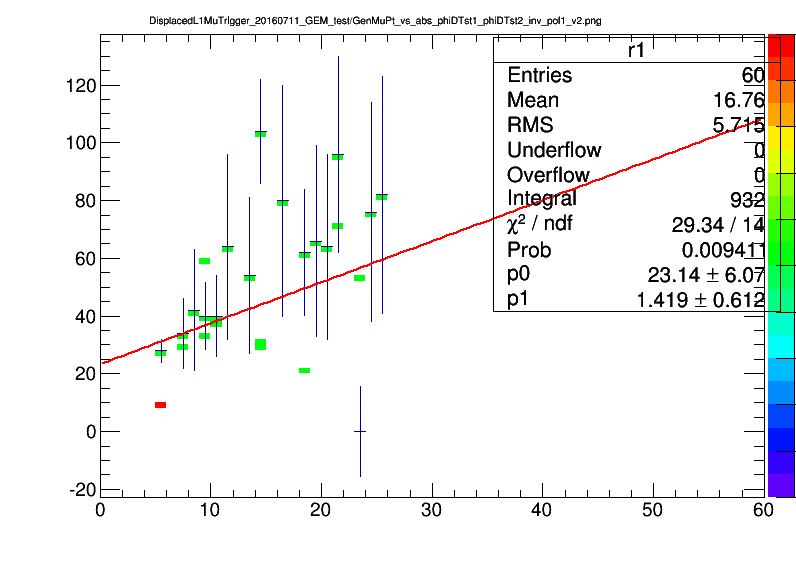 DisplacedL1MuTrIgger_20160711_GEM_test/GenMuPt_vs_abs_phiDTst1_phiDTst2_inv_pol1_v2.png
r1
Entries 60
Mean 16.76
RMS 5.715
Underflow 0
Overflow 0
Integral 932
χ² / ndf 29.34 / 14
Prob 0.009411
p0 23.14 ± 6.07
p1 1.419 ± 0.612
120
100
80
60
40
20
0
-20
0 10 20 30 40 50 60